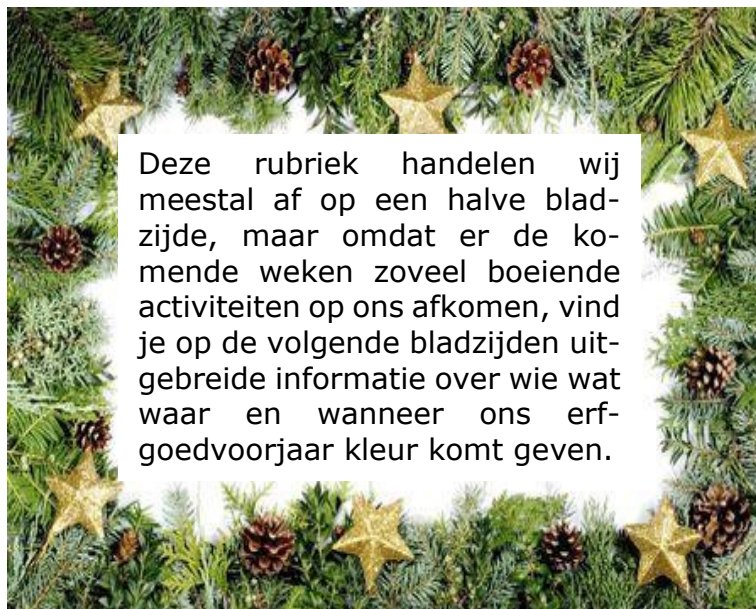 Deze rubriek handelen wij
meestal af op een halve blad-
zijde, maar omdat er de ko-
mende weken zoveel boeiende
activiteiten op ons afkomen, vind
je op de volgende bladzijden uit-
gebreide informatie over wie wat
waar en wanneer ons erf-
goedvoorjaar kleur komt geven.